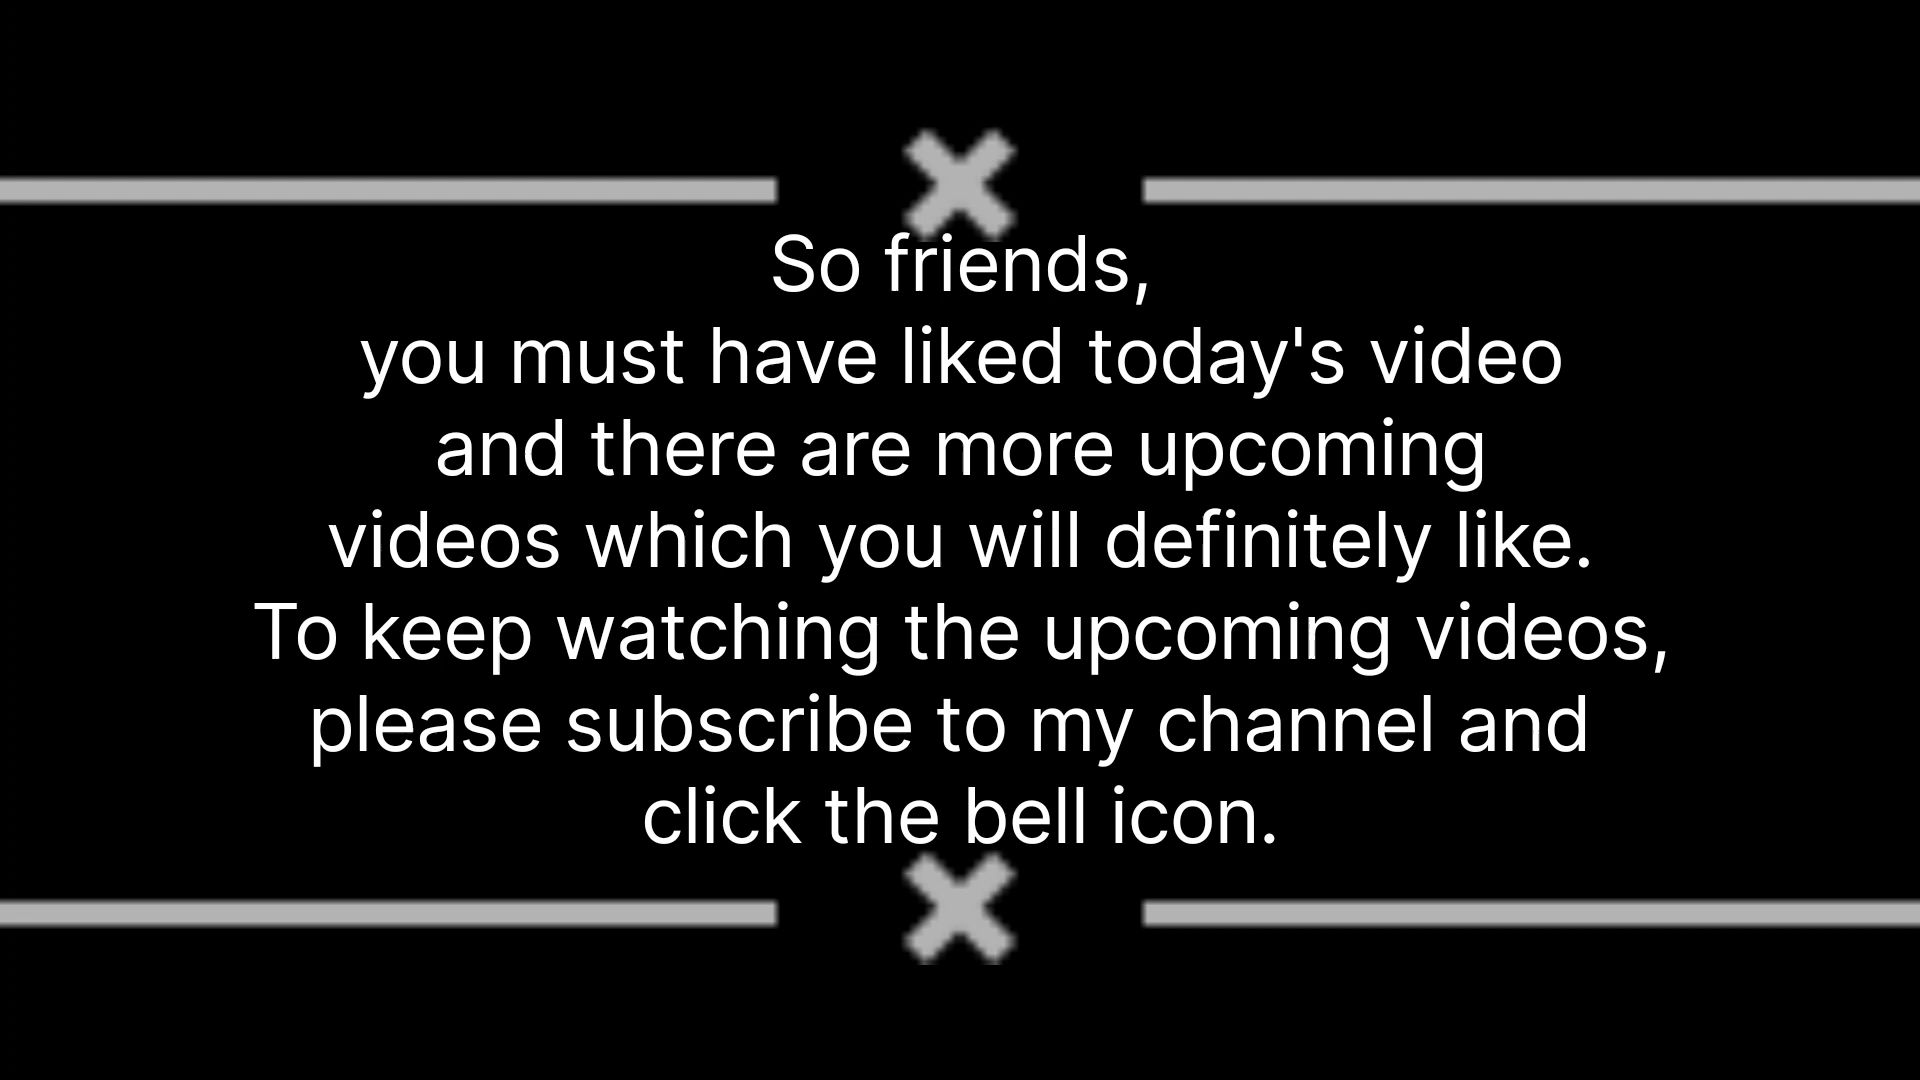 So friends,
you must have liked today's video
and there are more upcoming
videos which you will definitely like.
To keep watching the upcoming videos,
please subscribe to my channel and
click the bell icon.